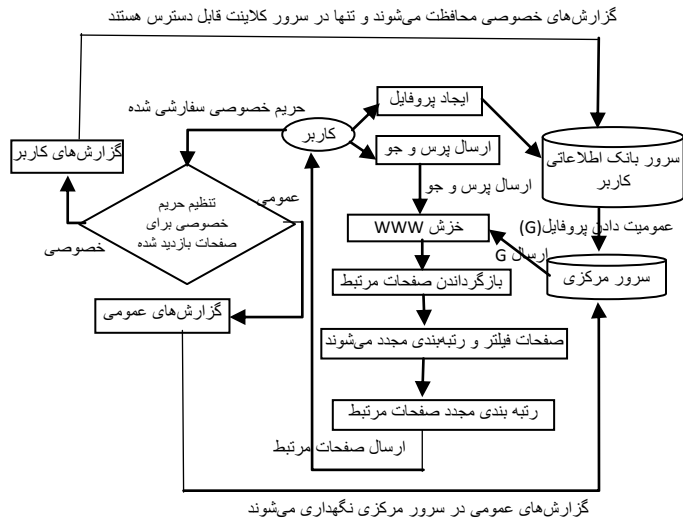 گزارش‌های خصوصی محافظت می‌شوند و تنها در سرور کلاینت قابل دسترس هستند
ایجاد پروفایل
حریم خصوصی سفارشی شده
کاربر
گزارش‌های کاربر
ارسال پرس و جو
سرور بانک اطلاعاتی
کاربر
ارسال پرس و جو
تنظیم حریم
خصوصی برای
صفحات بازدید شده
عمومی
خصوصی
خزش www
عمومیت دادن پروفایل(G)
ارسال G
سرور مرکزی
بازگرداندن صفحات مرتبط
گزارش‌های عمومی
صفحات فیلتر و رتبه‌بندی مجدد می‌شوند
رتبه بندی مجدد صفحات مرتبط
ارسال صفحات مرتبط
گزارش‌های عمومی در سرور مرکزی نگهداری می‌شوند